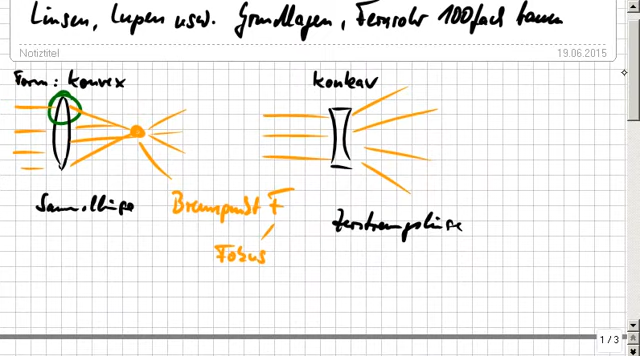 Linsen, Lupen usw. Grundlagen, Fernrohr 100fach bauen
Notiztitel
19.06.2015
Form: konvex
konkav
Sammellinse
Brennpunkt F
Zerstreuungslinse
Fokus
1 / 3